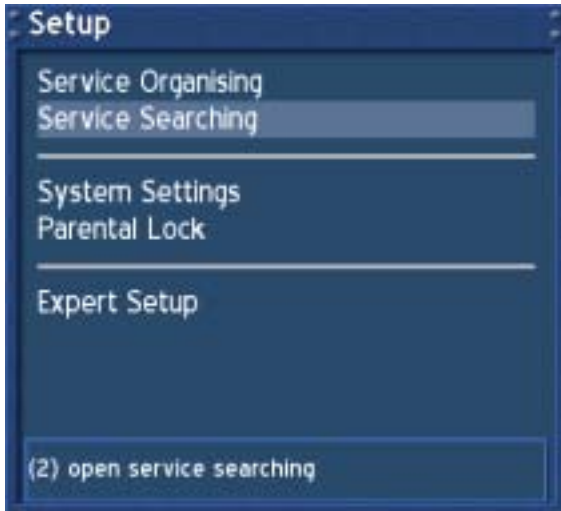 Setup
Service Organising
Service Searching
System Settings
Parental Lock
Expert Setup
(2) open service searching